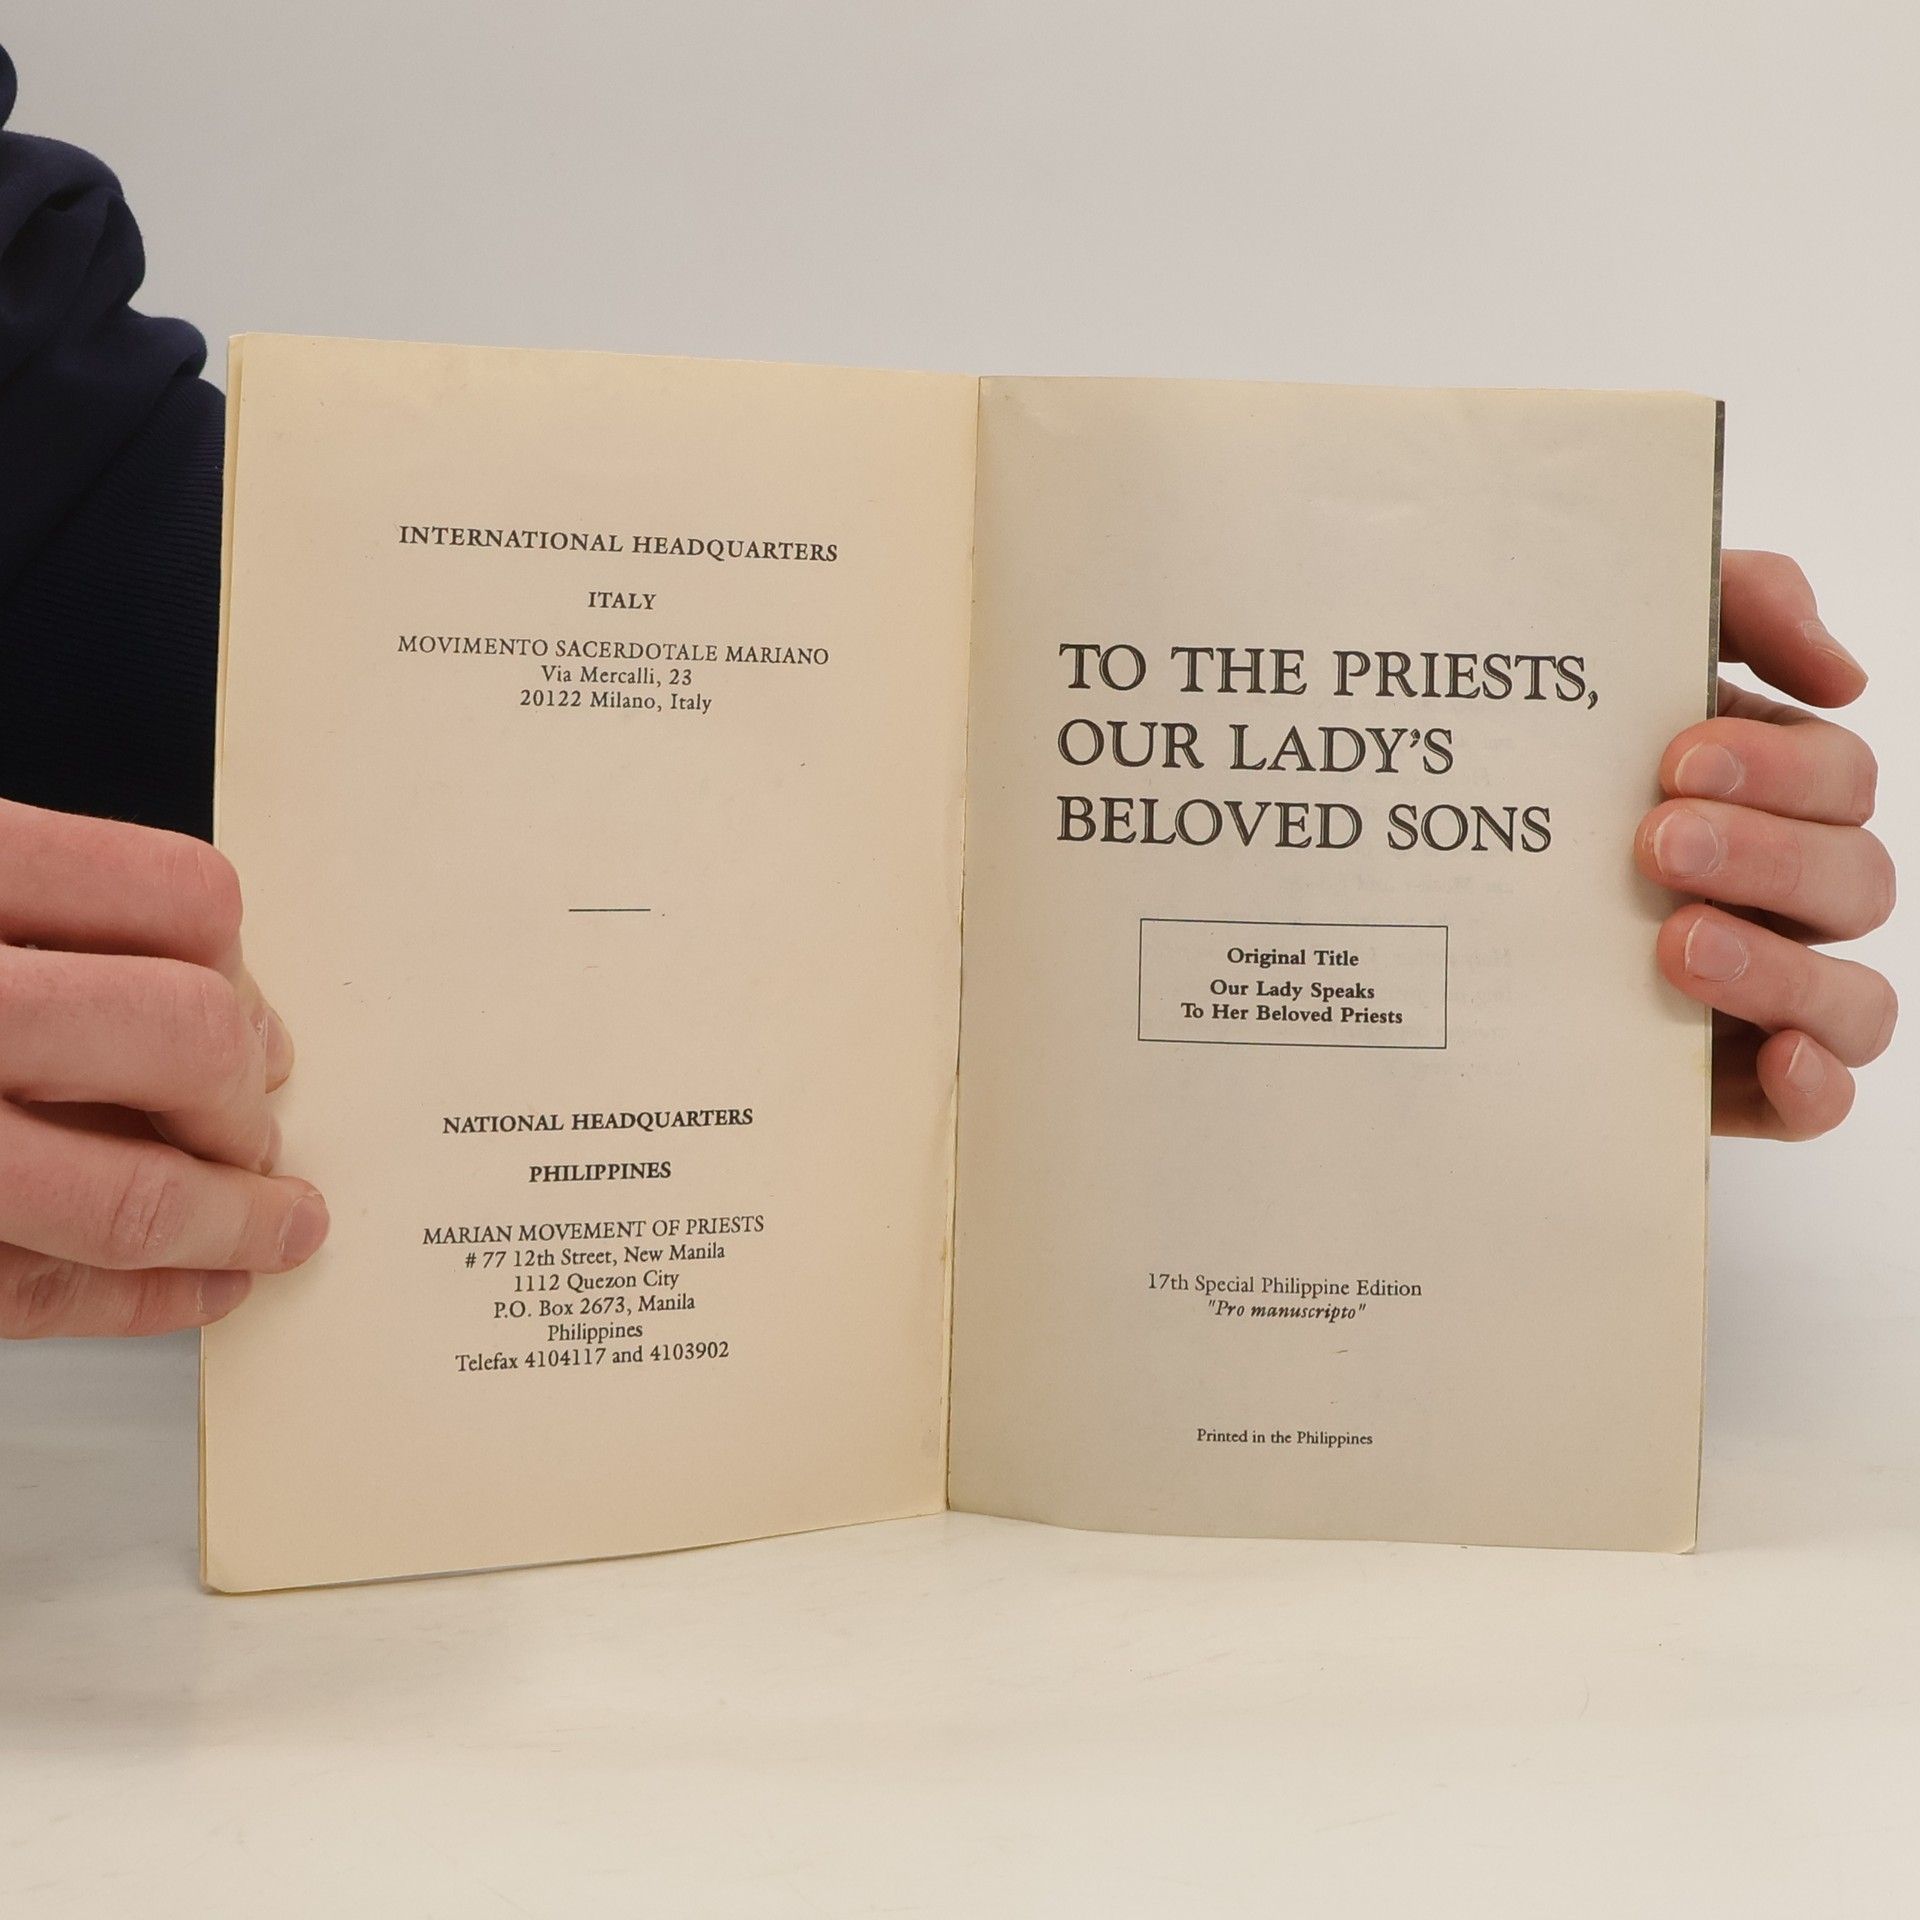 INTERNATIONAL HEADQUARTERS
ITALY
MOVIMENTO SACERDOTALE MARIANO
Via Mercalli, 23
20122 Milano, Italy
NATIONAL HEADQUARTERS
PHILIPPINES
MARIAN MOVEMENT OF PRIESTS
# 77 12th Street, New Manila
1112 Quezon City
P.O. Box 2673, Manila
Philippines
Telefax 4104117 and 4103902
TO THE PRIESTS,
OUR LADY'S
BELOVED SONS
Original Title
Our Lady Speaks
To Her Beloved Priests
17th Special Philippine Edition
"Pro manuscripto"
Printed in the Philippines